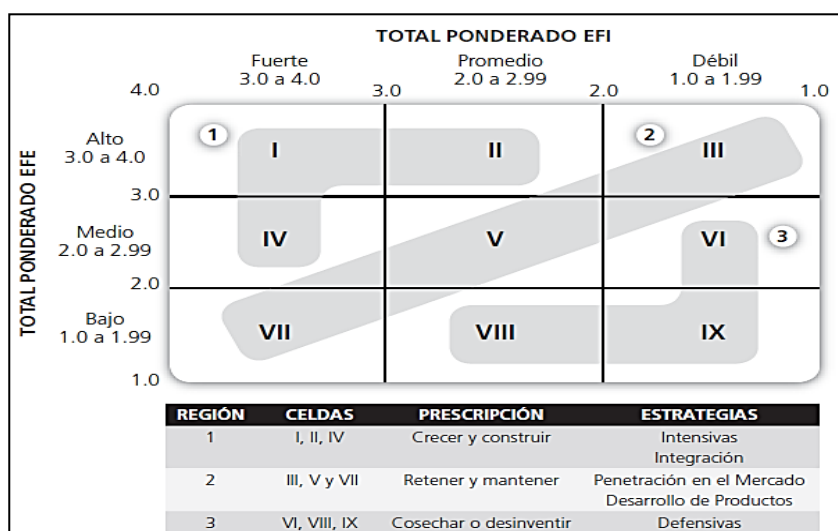 TOTAL PONDERADO EFI
Fuerte Promedio Débil
3.0 a 4.0 2.0 a 2.99 1.0 a 1.99
4.0 3.0 2.0 1.0
TOTAL PONDERADO EFE
1 2
Alto I II III
3.0 a 4.0
3.0
Medio IV V VI 3
2.0 a 2.99
2.0
Bajo VII VIII IX
1.0 a 1.99
1.0
REGIÓN CELDAS PRESCRIPCIÓN ESTRATEGIAS
1 I, II, IV Crecer y construir Intensivas
Integración
2 III, V y VII Retener y mantener Penetración en el Mercado
Desarrollo de Productos
3 VI, VIII, IX Cosechar o desinventir Defensivas